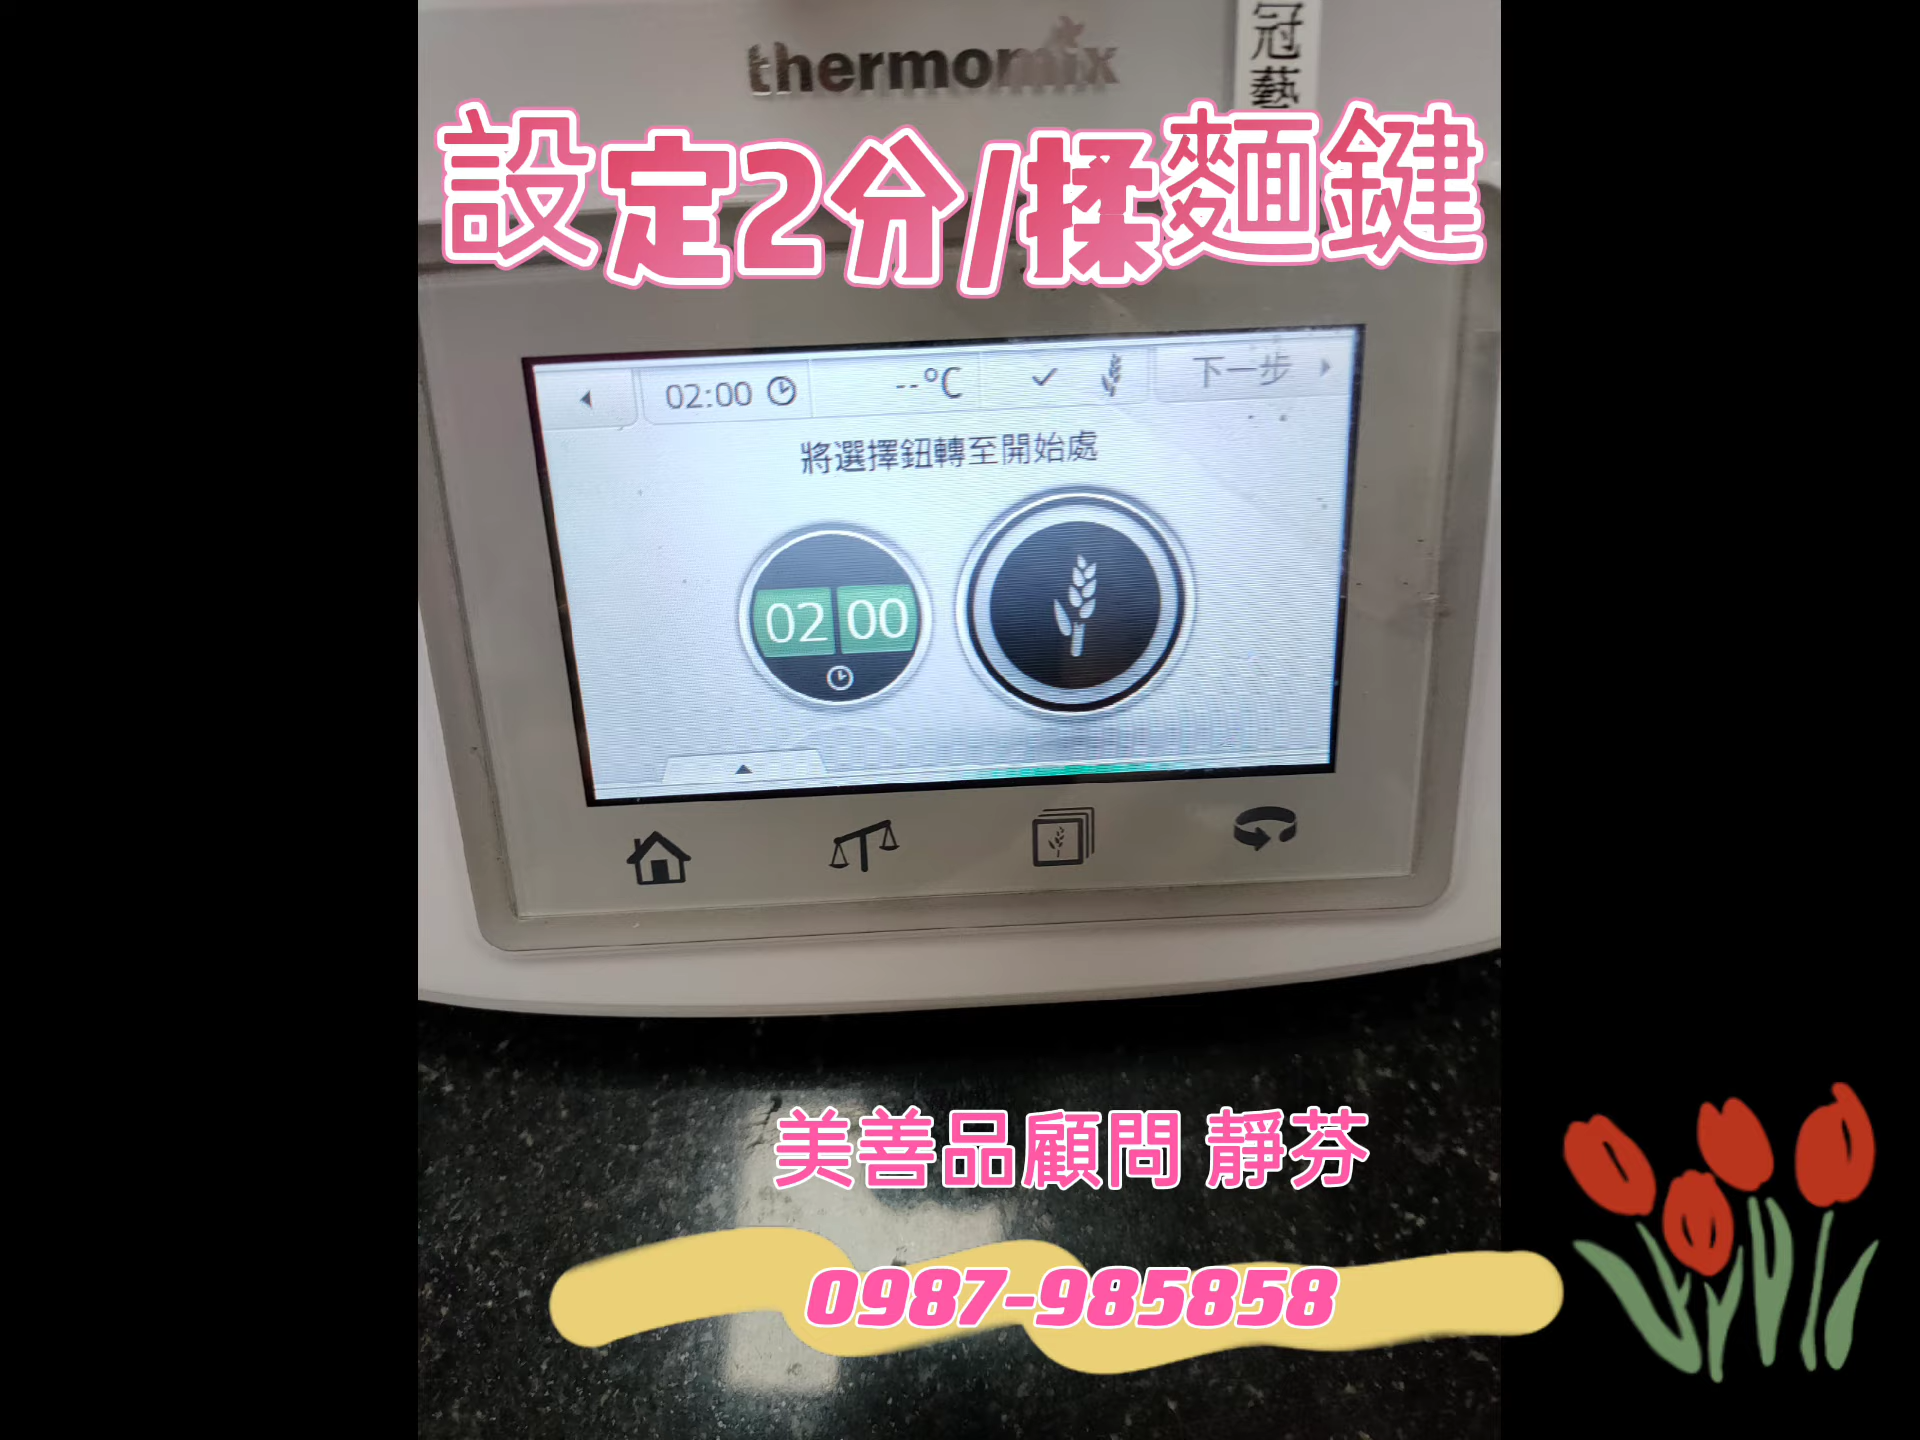 thermomix
冠藝
設定2分/揉麵鍵
02:00 --°C 下一步
將選擇鈕轉至開始處
02 00
美善品顧問 靜芬
0987-985858